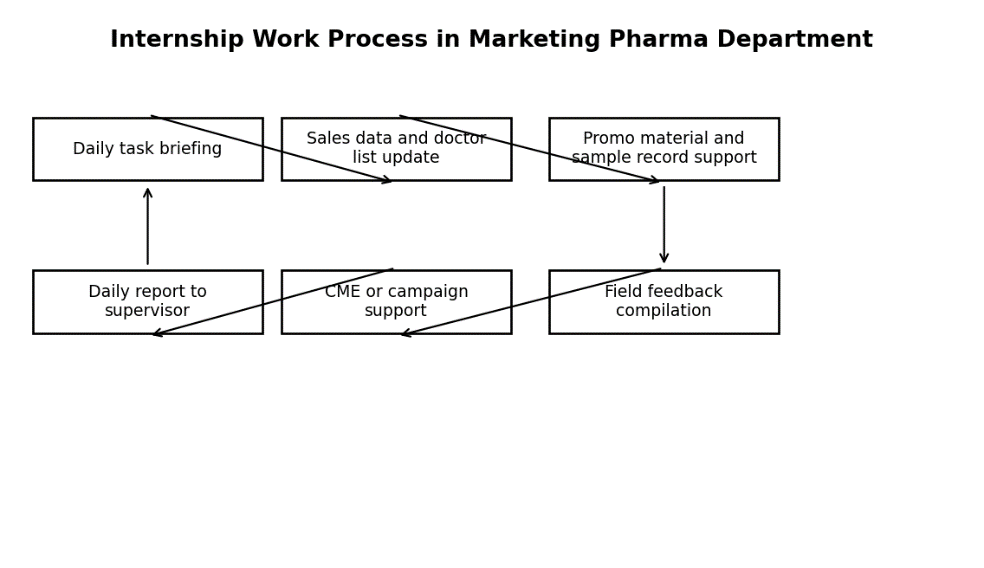 Internship Work Process in Marketing Pharma Department
Daily task briefing
Sales data and doctor
list update
Promo material and
sample record support
Daily report to
supervisor
CME or campaign
support
Field feedback
compilation